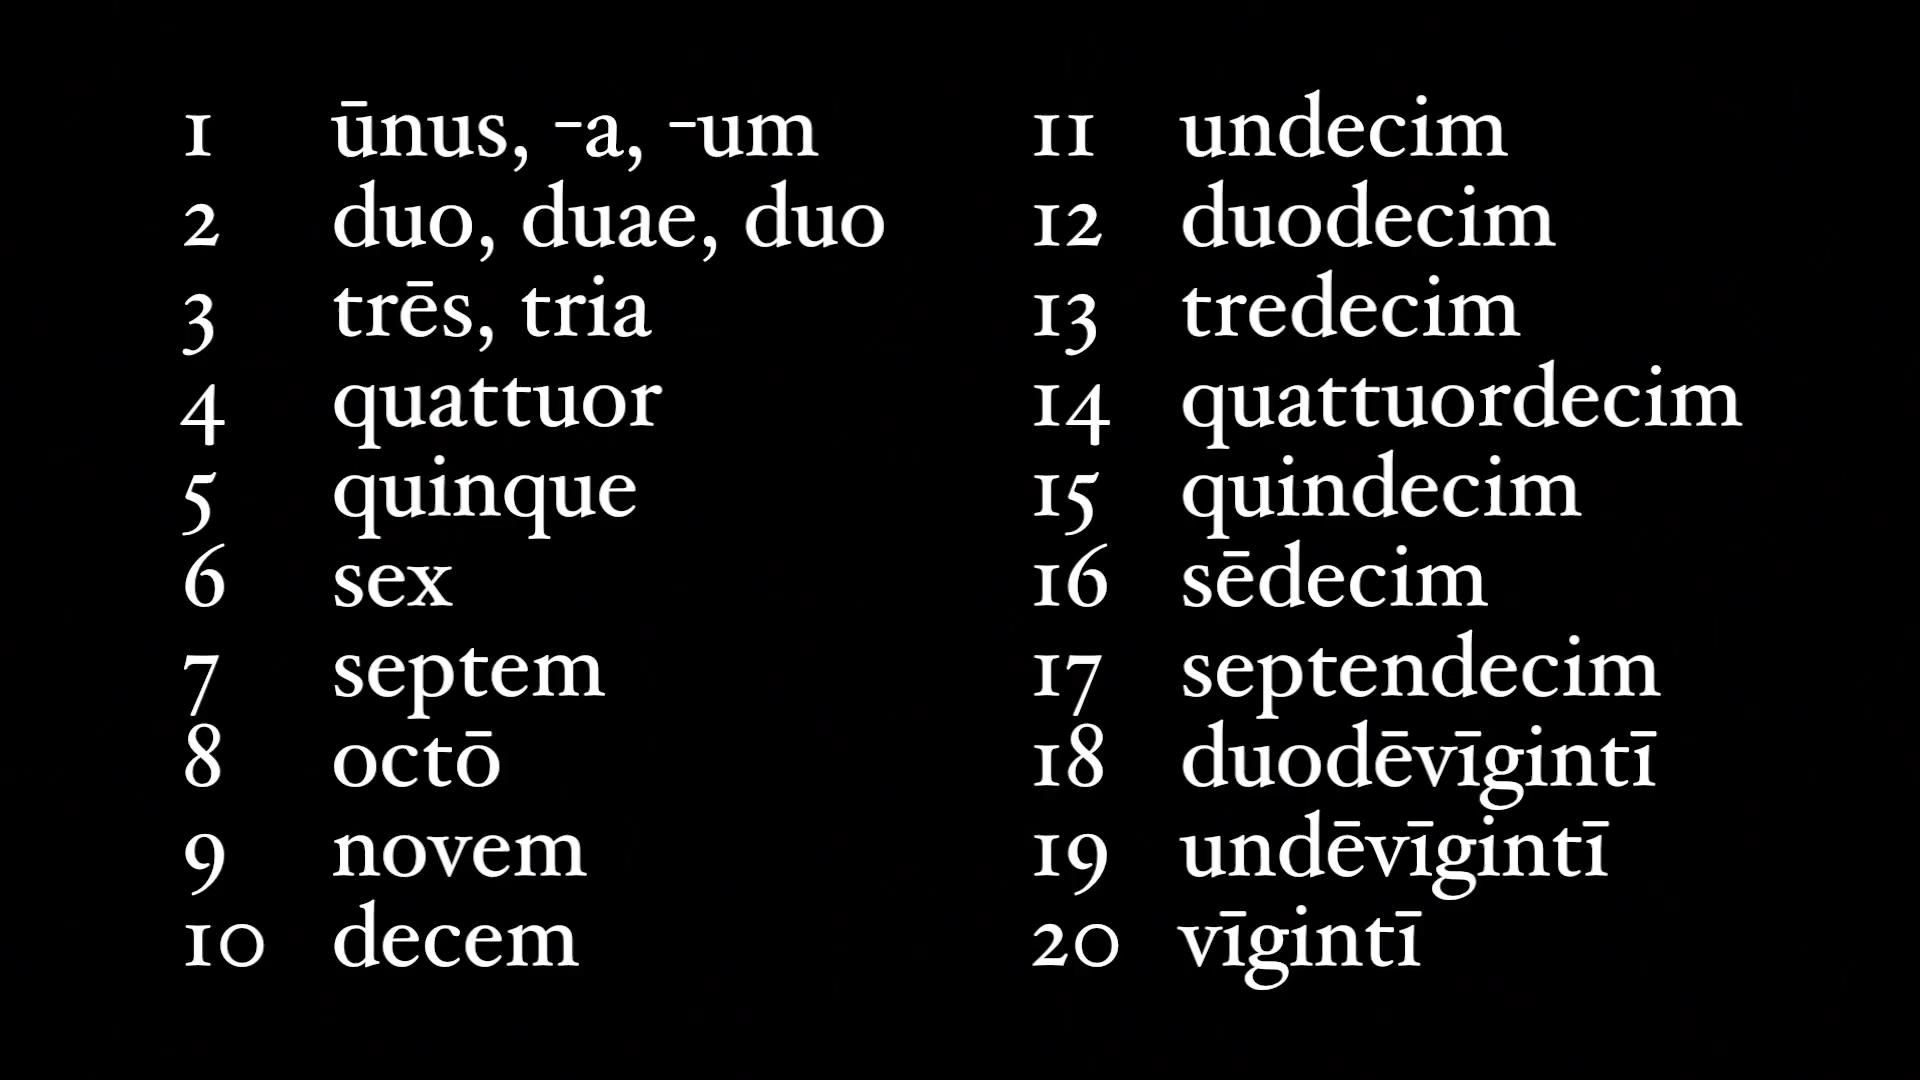 1 ūnus, -a, -um
2 duo, duae, duo
3 trēs, tria
4 quattuor
5 quinque
6 sex
7 septem
8 octō
9 novem
10 decem
11 undecim
12 duodecim
13 tredecim
14 quattuordecim
15 quindecim
16 sēdecim
17 septendecim
18 duodēvīgintī
19 undēvīgintī
20 vīgintī